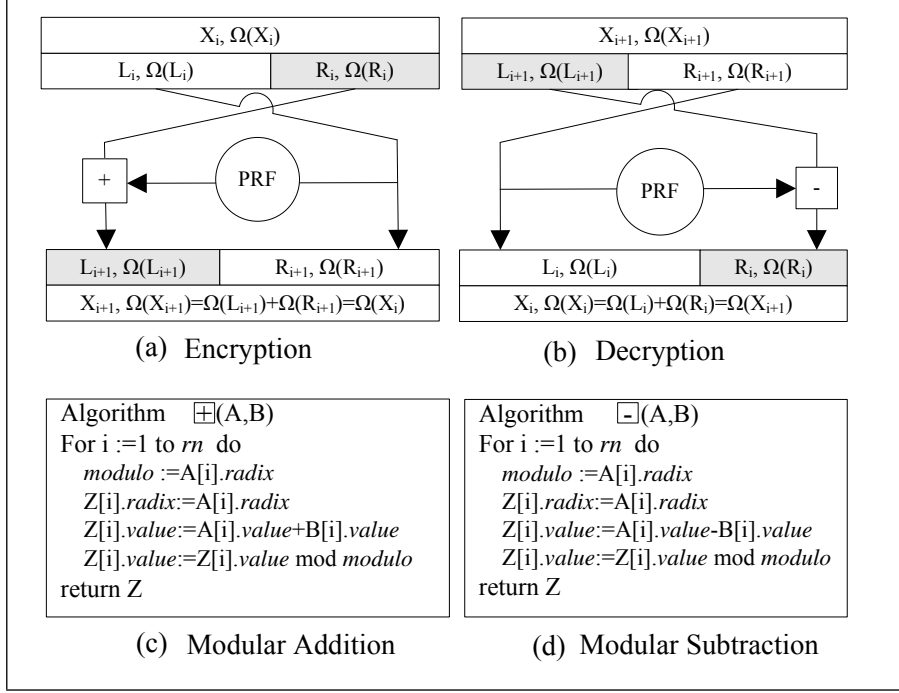 Xi, Ω(Xi)
Li, Ω(Li)
Ri, Ω(Ri)
+
PRF
Li+1, Ω(Li+1)
Ri+1, Ω(Ri+1)
Xi+1, Ω(Xi+1)=Ω(Li+1)+Ω(Ri+1)=Ω(Xi)
(a) Encryption
Xi+1, Ω(Xi+1)
Li+1, Ω(Li+1)
Ri+1, Ω(Ri+1)
PRF
-
Li, Ω(Li)
Ri, Ω(Ri)
Xi, Ω(Xi)=Ω(Li)+Ω(Ri)=Ω(Xi+1)
(b) Decryption
Algorithm +(A,B)
For i :=1 to rn do
modulo :=A[i].radix
Z[i].radix:=A[i].radix
Z[i].value:=A[i].value+B[i].value
Z[i].value:=Z[i].value mod modulo
return Z
(c) Modular Addition
Algorithm -(A,B)
For i :=1 to rn do
modulo :=A[i].radix
Z[i].radix:=A[i].radix
Z[i].value:=A[i].value-B[i].value
Z[i].value:=Z[i].value mod modulo
return Z
(d) Modular Subtraction